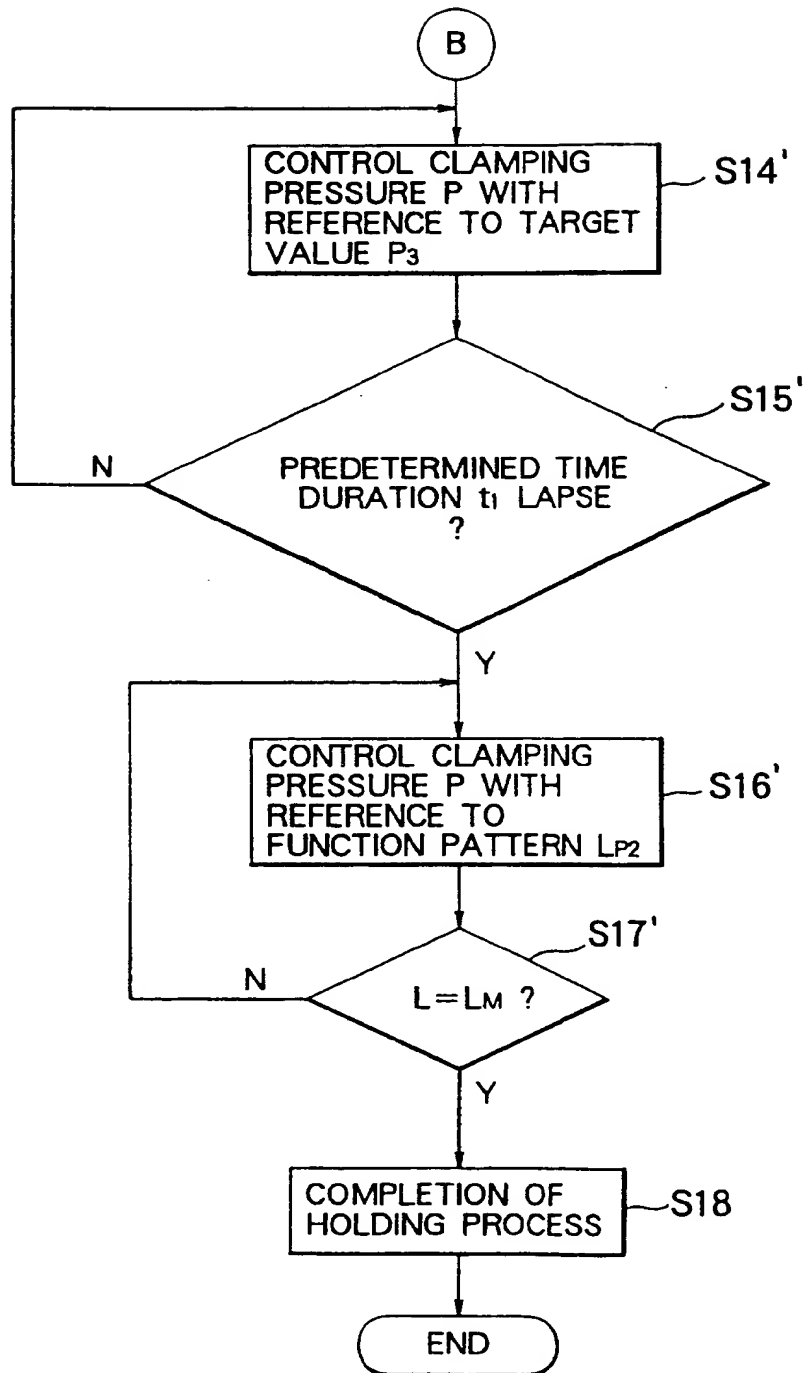 B
CONTROL CLAMPING
PRESSURE P WITH
REFERENCE TO TARGET
VALUE P₃
S14'
PREDETERMINED TIME
DURATION t₁ LAPSE
?
S15'
N
Y
CONTROL CLAMPING
PRESSURE P WITH
REFERENCE TO
FUNCTION PATTERN LP2
S16'
L=LM ?
S17'
N
Y
COMPLETION OF
HOLDING PROCESS
S18
END